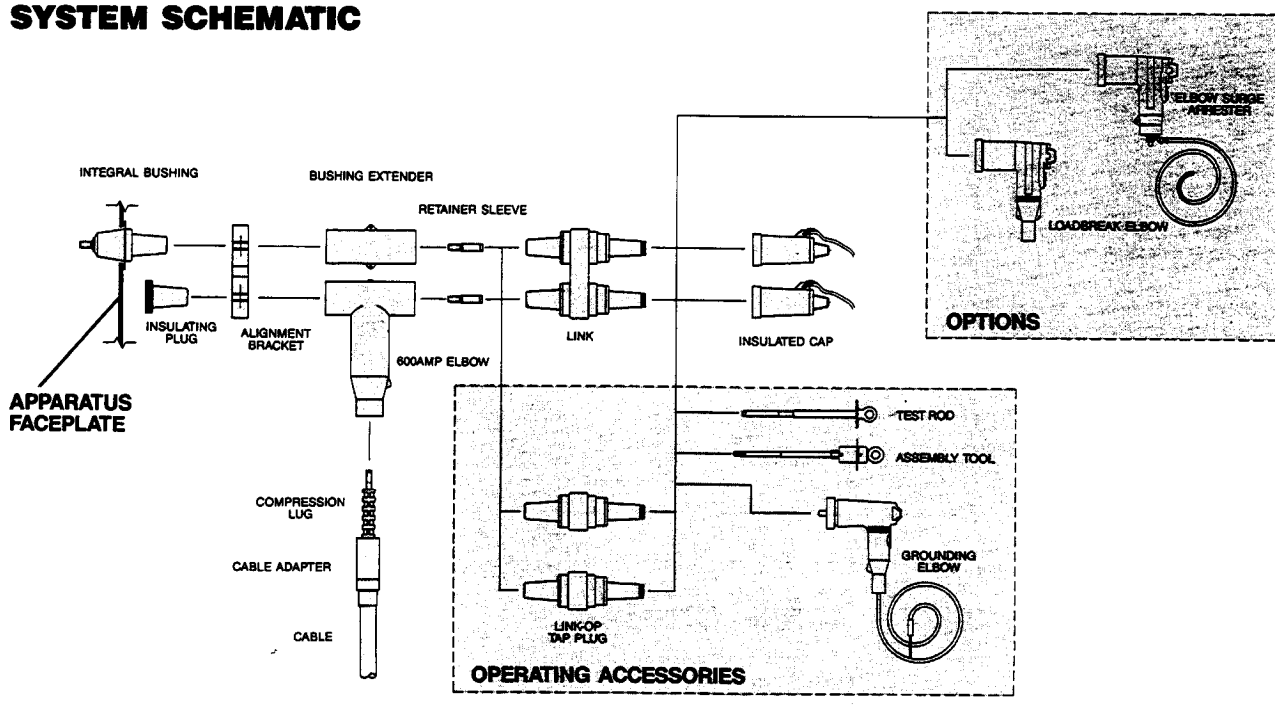 SYSTEM SCHEMATIC
INTEGRAL BUSHING
BUSHING EXTENDER
RETAINER SLEEVE
INSULATING
PLUG
ALIGNMENT
BRACKET
600AMP ELBOW
LINK
INSULATED CAP
APPARATUS
FACEPLATE
COMPRESSION
LUG
CABLE ADAPTER
CABLE
ELBOW SURGE
ARRESTER
LOADBREAK ELBOW
OPTIONS
TEST ROD
ASSEMBLY TOOL
GROUNDING
ELBOW
LINK-OP
TAP PLUG
OPERATING ACCESSORIES